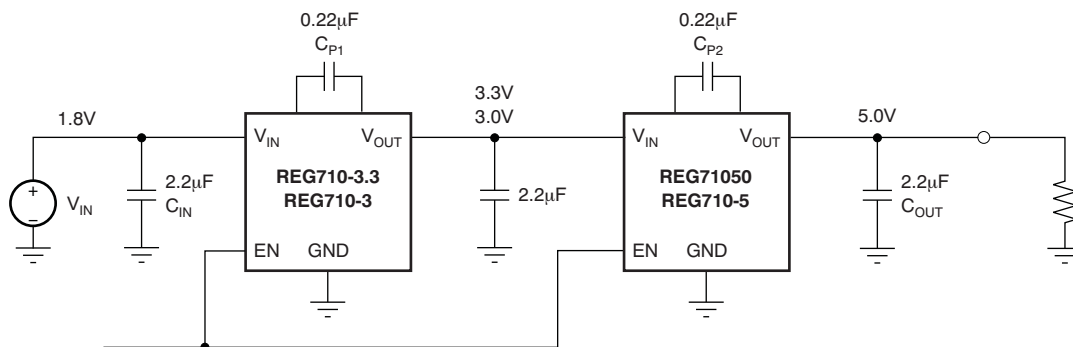 0.22μF
C_P1
0.22μF
C_P2
1.8V
3.3V
3.0V
5.0V
V_IN
V_OUT
V_IN
V_OUT
REG710-3.3
REG710-3
REG71050
REG710-5
+
−
V_IN
2.2μF
C_IN
2.2μF
2.2μF
C_OUT
EN
GND
EN
GND